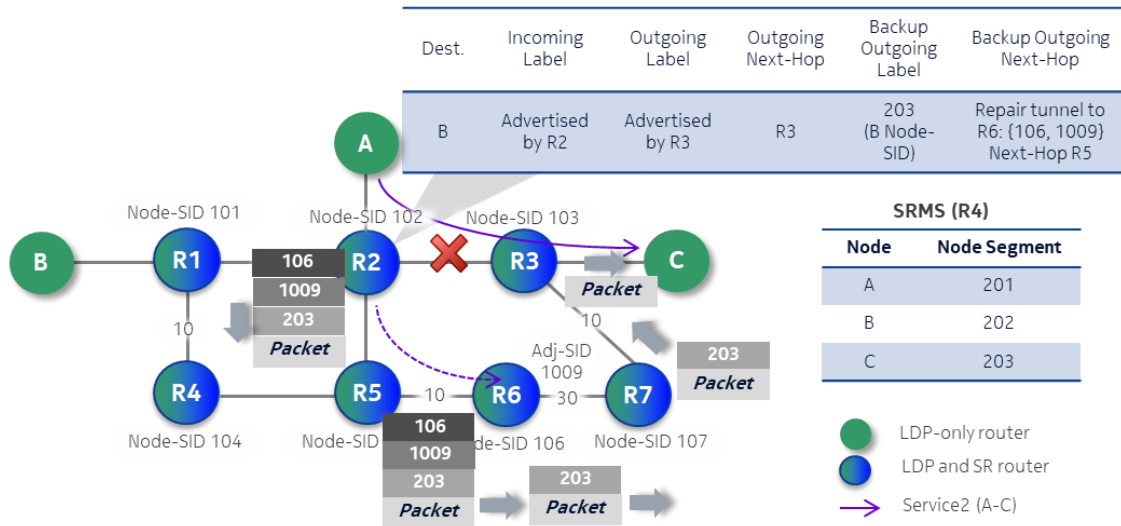 Dest.
Incoming
Label
Outgoing
Label
Outgoing
Next-Hop
Backup
Outgoing
Label
Backup Outgoing
Next-Hop
B
Advertised
by R2
Advertised
by R3
R3
203
(B Node-
SID)
Repair tunnel to
R6: {106, 1009}
Next-Hop R5
A
Node-SID 101
Node-SID 102
Node-SID 103
B
R1
R2
R3
C
106
1009
203
Packet
Packet
10
10
Adj-SID
1009
203
Packet
R4
R5
10
R6
30
R7
Node-SID 104
Node-SID
de-SID 106
Node-SID 107
106
1009
203
Packet
203
Packet
SRMS (R4)
Node
Node Segment
A
201
B
202
C
203
LDP-only router
LDP and SR router
Service2 (A-C)